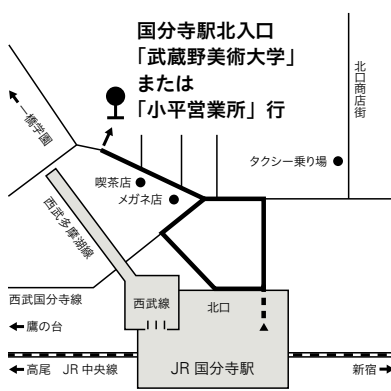 国分寺駅北入口
「武蔵野美術大学」
または
「小平営業所」行
北口商店街
一橋学園
タクシー乗り場
喫茶店
メガネ店
西武多摩湖線
西武国分寺線
西武線
北口
鷹の台
高尾 JR中央線
JR 国分寺駅
新宿